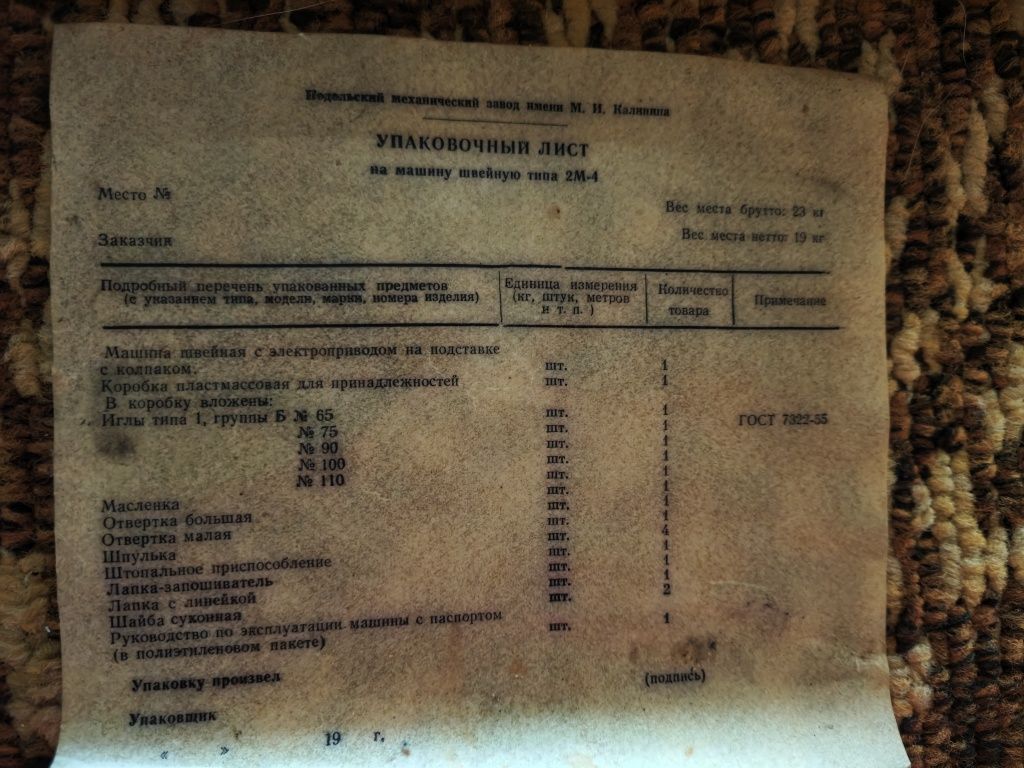 Подольский механический завод имени М. И. Калинина
УПАКОВОЧНЫЙ ЛИСТ
на машину швейную типа 2М-4
Место №
Вес места брутто: 23 кг
Заказчик
Вес места нетто: 19 кг
Подробный перечень упакованных предметов (с указанием типа, модели, марки, номера изделия) Единица измерения (кг, штук, метров и т. п. ) Количество товара Примечание
Машина швейная с электроприводом на подставке
с колпаком. шт. 1
Коробка пластмассовая для принадлежностей шт. 1
В коробку вложены:
Иглы типа 1, группы Б № 65 шт. 1 ГОСТ 7322-55
№ 75 шт. 1
№ 90 шт. 1
№ 100 шт. 1
№ 110 шт. 1
Масленка шт. 1
Отвертка большая шт. 1
Отвертка малая шт. 1
Шпулька шт. 4
Штопальное приспособление шт. 1
Лапка-запошиватель шт. 1
Лапка с линейкой шт. 1
Шайба суконная шт. 2
Руководство по эксплуатации машины с паспортом
(в полиэтиленовом пакете) шт. 1
Упаковку произвел (подпись)
Упаковщик
« » 19 г.